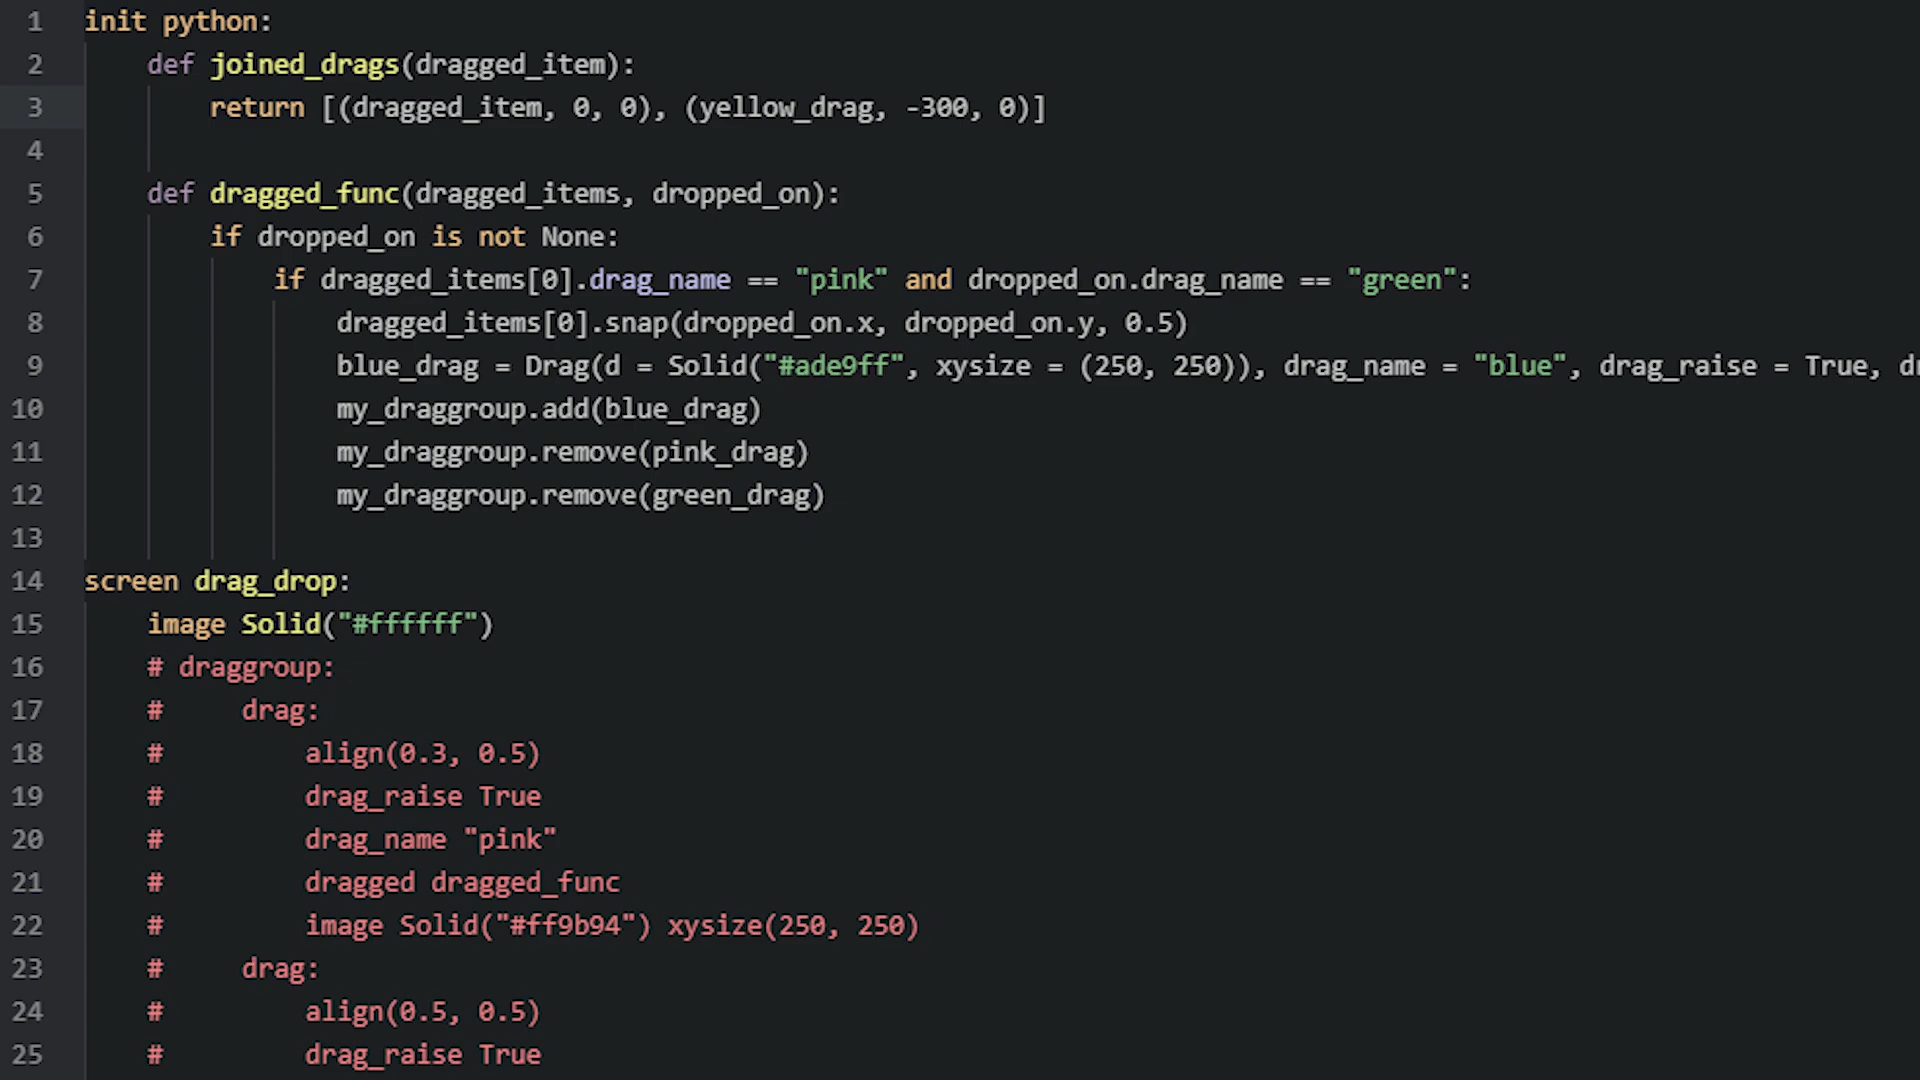 1 init python:
2 def joined_drags(dragged_item):
3 return [(dragged_item, 0, 0), (yellow_drag, -300, 0)]
4
5 def dragged_func(dragged_items, dropped_on):
6 if dropped_on is not None:
7 if dragged_items[0].drag_name == "pink" and dropped_on.drag_name == "green":
8 dragged_items[0].snap(dropped_on.x, dropped_on.y, 0.5)
9 blue_drag = Drag(d = Solid("#ade9ff", xysize = (250, 250)), drag_name = "blue", drag_raise = True,
10 my_draggroup.add(blue_drag)
11 my_draggroup.remove(pink_drag)
12 my_draggroup.remove(green_drag)
13
14 screen drag_drop:
15 image Solid("#ffffff")
16 # draggroup:
17 # drag:
18 # align(0.3, 0.5)
19 # drag_raise True
20 # drag_name "pink"
21 # dragged dragged_func
22 # image Solid("#ff9b94") xysize(250, 250)
23 # drag:
24 # align(0.5, 0.5)
25 # drag_raise True